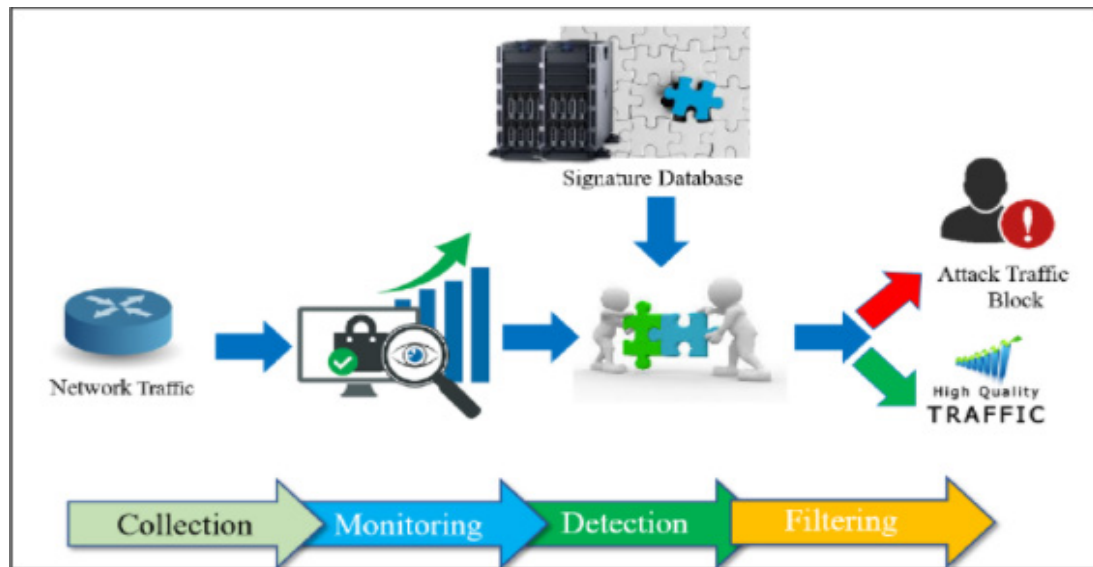 Signature Database
Attack Traffic
Block
Network Traffic
High Quality
TRAFFIC
Collection
Monitoring
Detection
Filtering